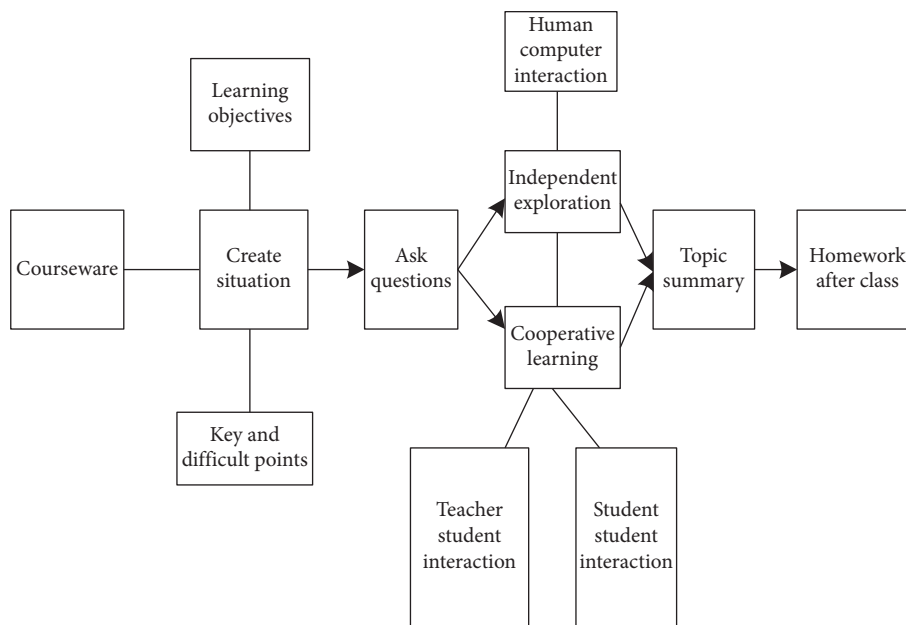 Human
computer
interaction
Learning
objectives
Independent
exploration
Courseware
Create
situation
Ask
questions
Topic
summary
Homework
after class
Cooperative
learning
Key and
difficult points
Teacher
student
interaction
Student
student
interaction